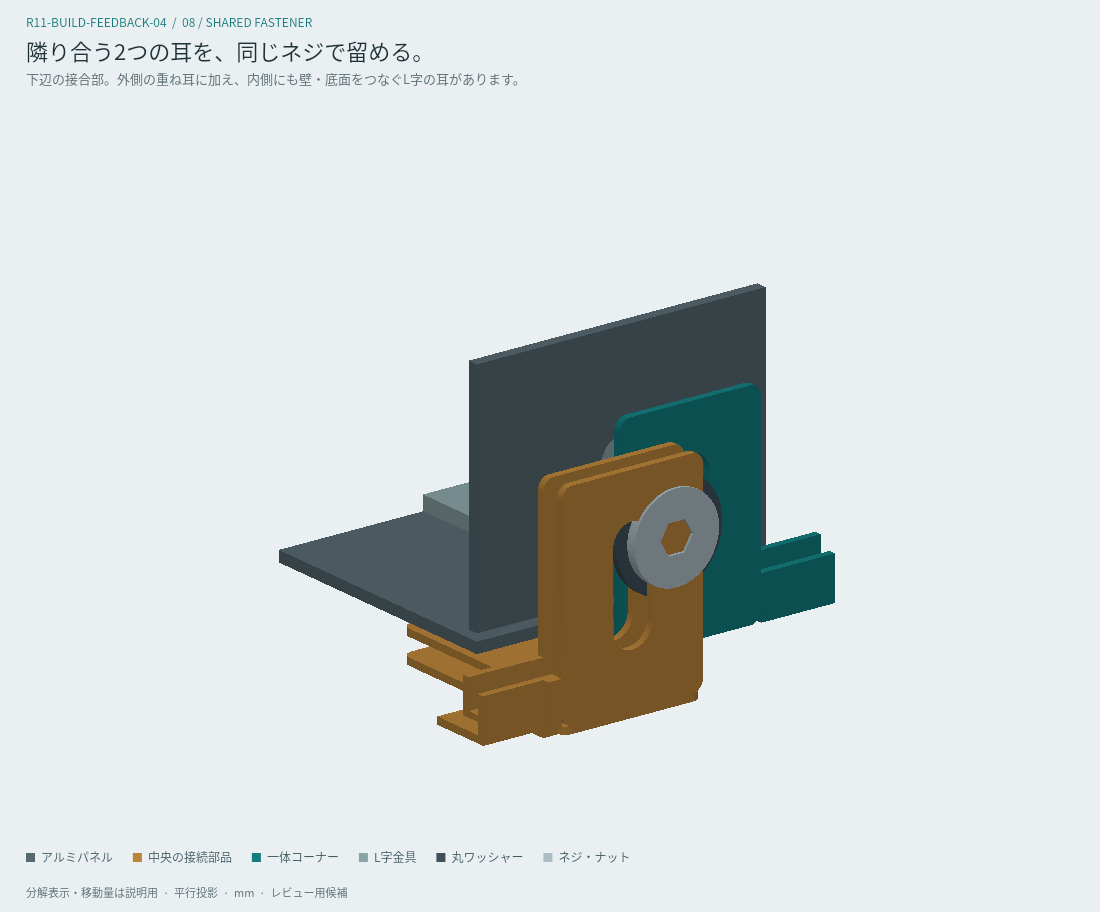 R11-BUILD-FEEDBACK-04 / 08 / SHARED FASTENER
隣り合う2つの耳を、同じネジで留める。
下辺の接合部。外側の重ね耳に加え、内側にも壁・底面をつなぐL字の耳があります。
アルミパネル 中央の接続部品 一体コーナー L字金具 丸ワッシャー ネジ・ナット
分解表示・移動量は説明用 · 平行投影 · mm · レビュー用候補